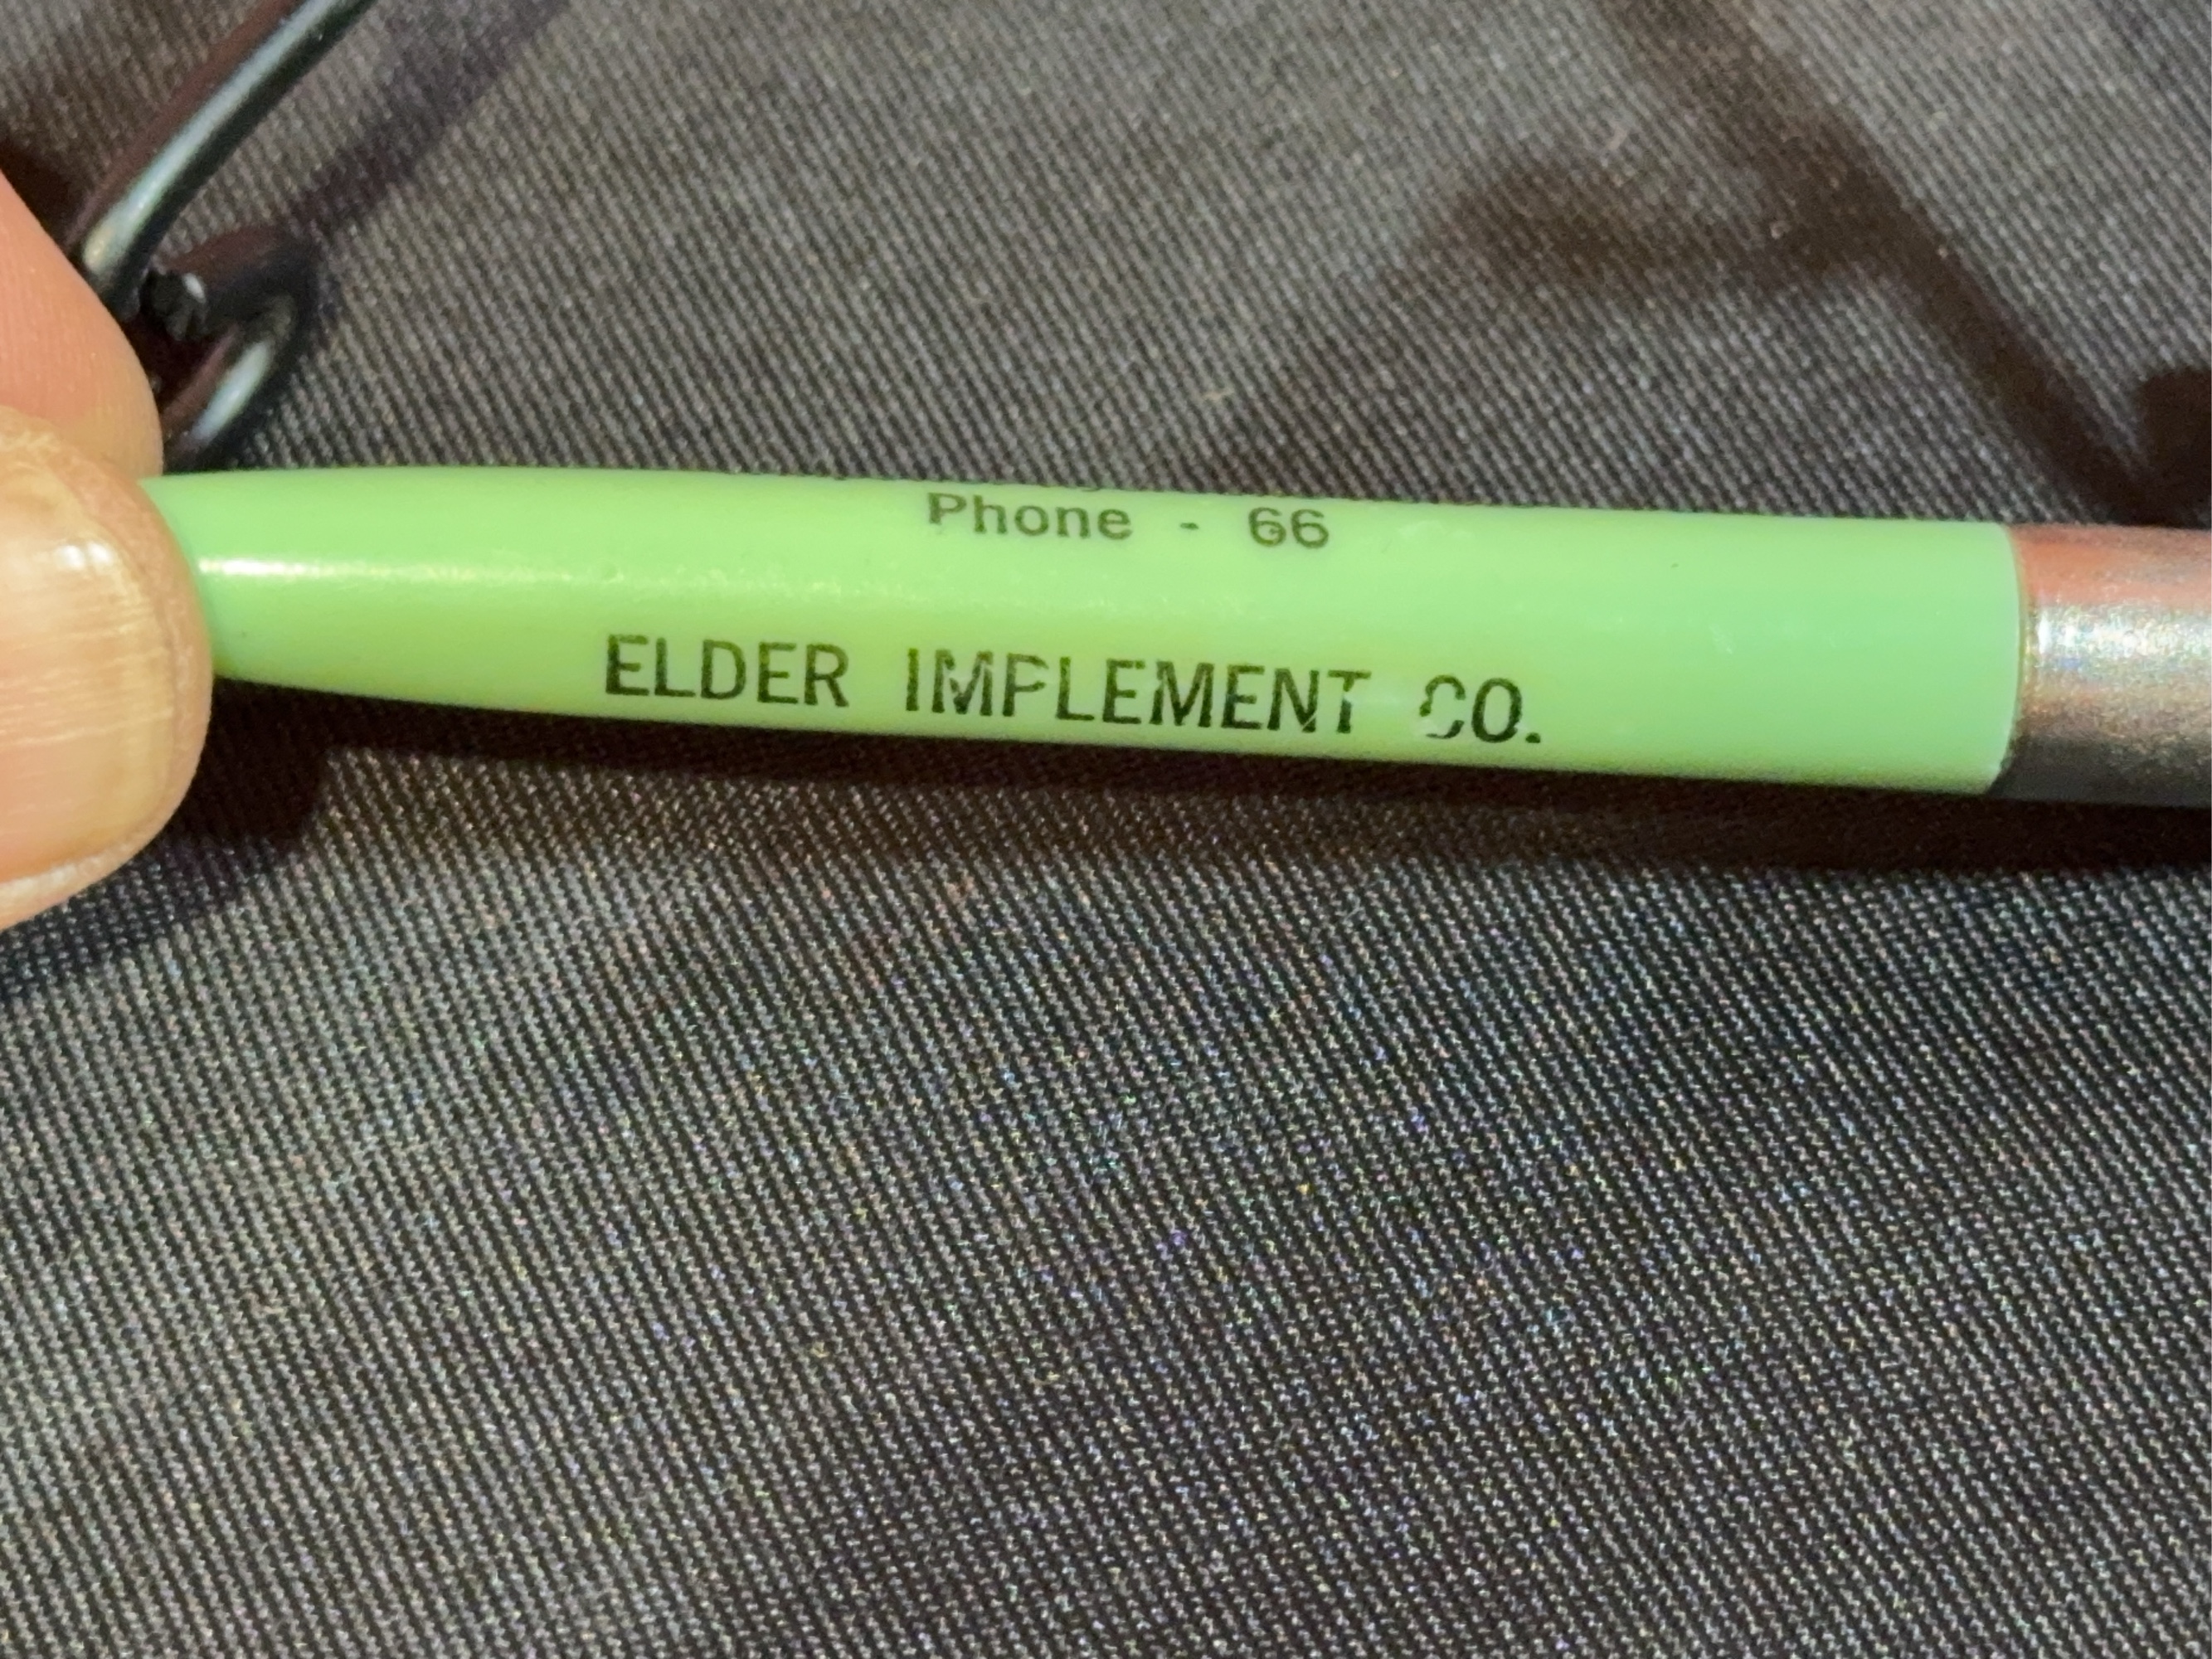 Phone - 66
ELDER IMPLEMENT CO.